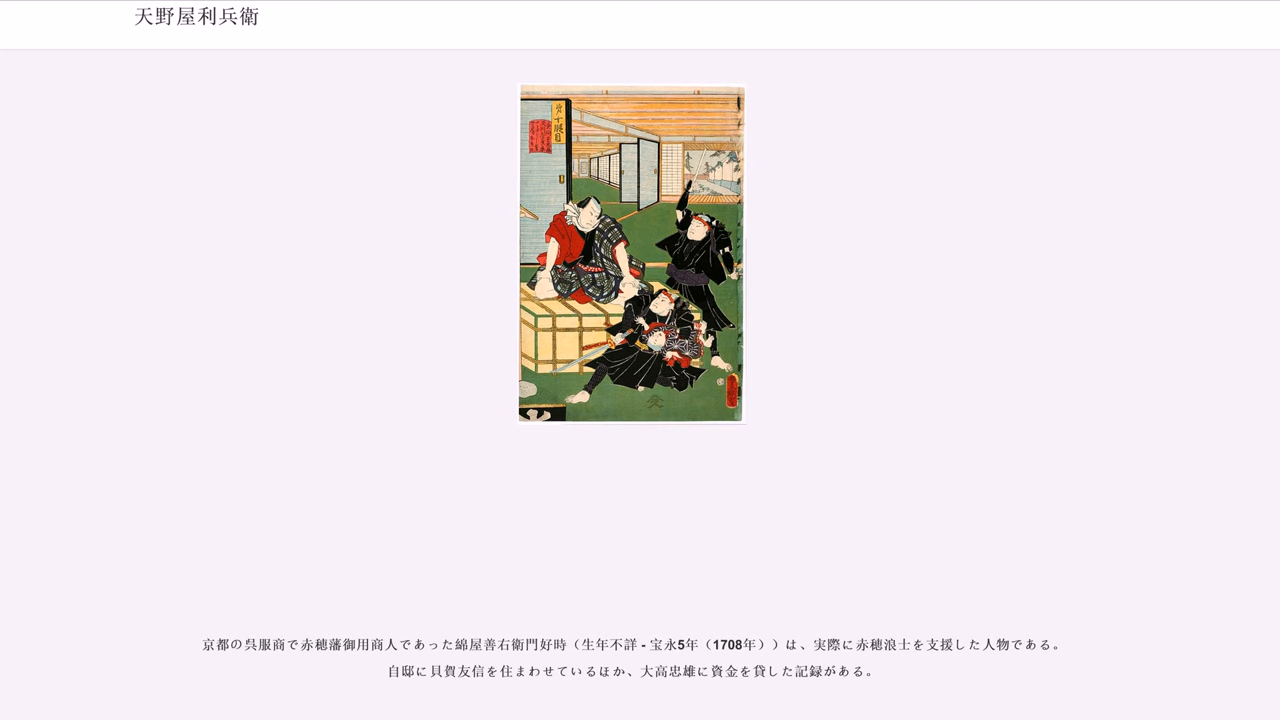 天野屋利兵衛
第十段目
京都の呉服商で赤穂藩御用商人であった綿屋善右衛門好時（生年不詳 - 宝永5年（1708年））は、実際に赤穂浪士を支援した人物である。
自邸に貝賀友信を住まわせているほか、大高忠雄に資金を貸した記録がある。